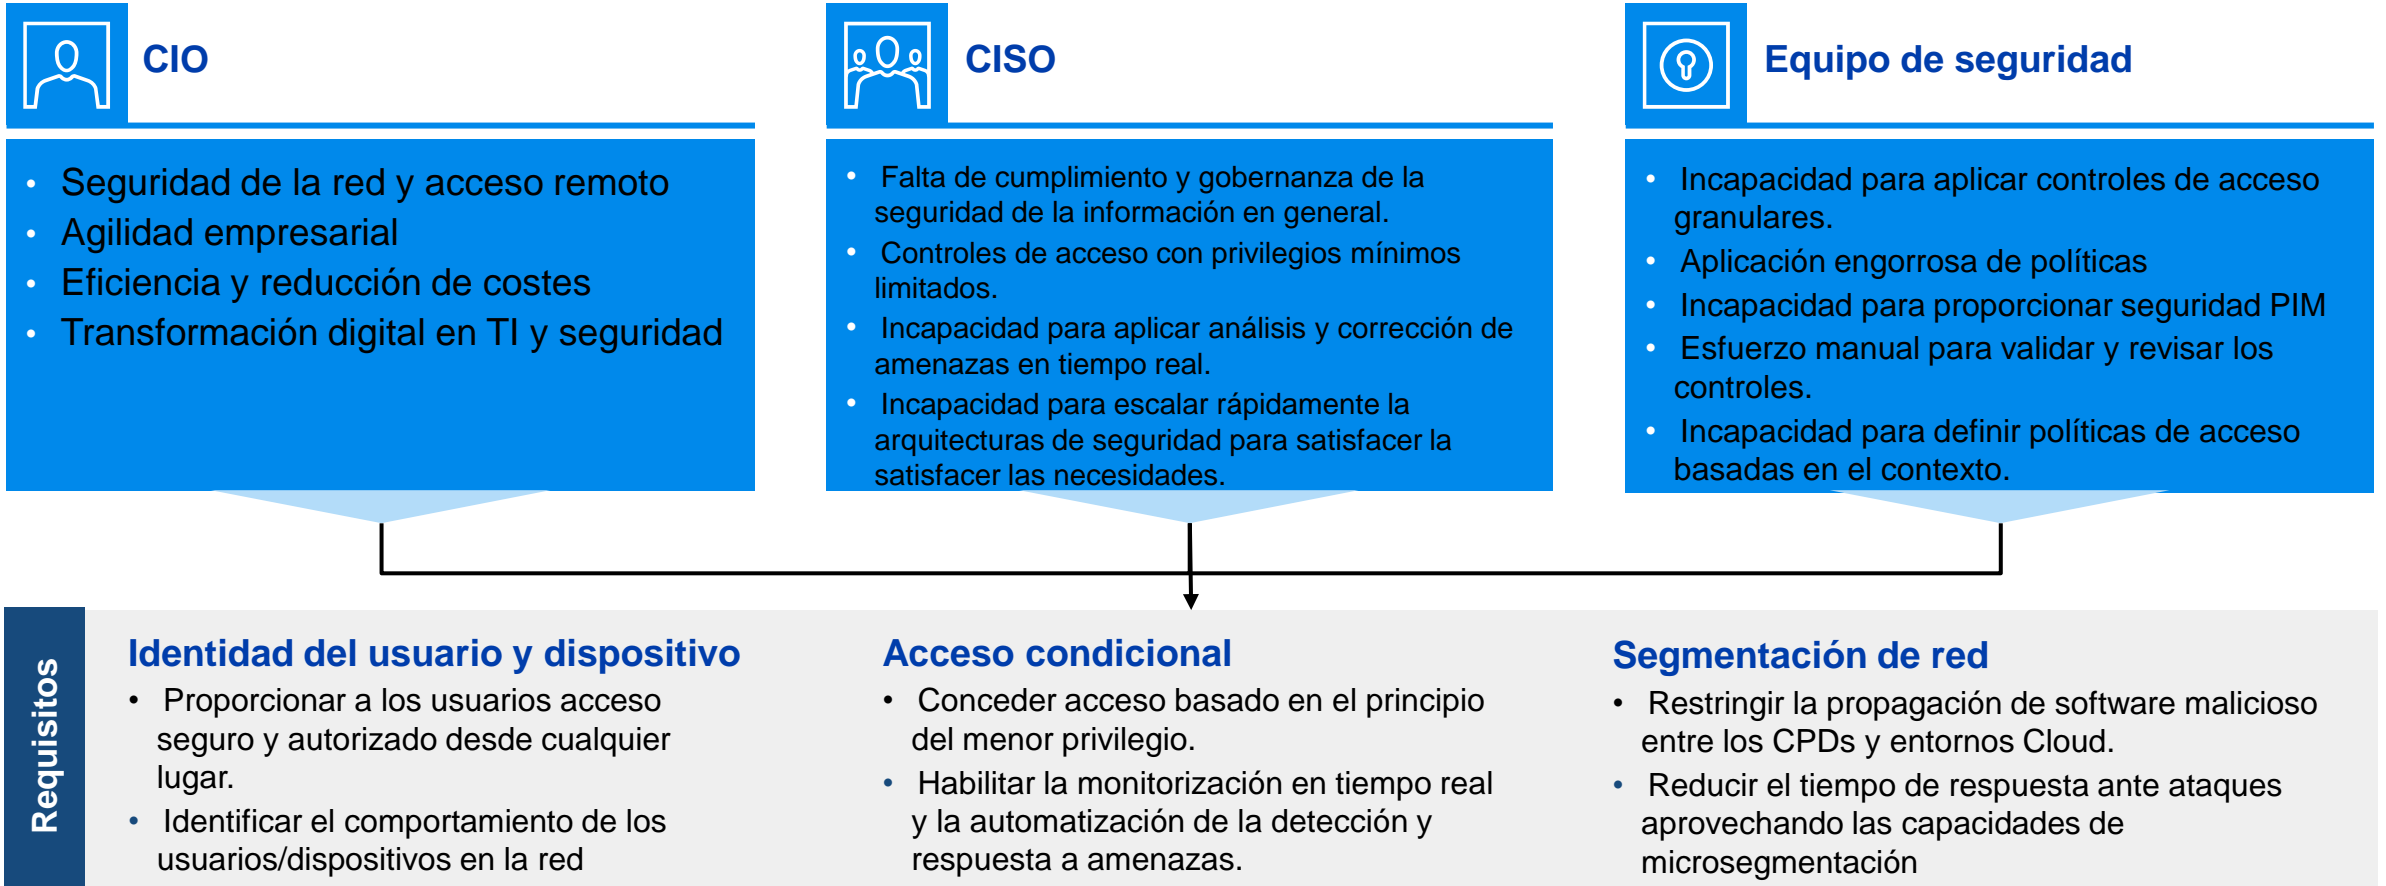 CIO
• Seguridad de la red y acceso remoto
• Agilidad empresarial
• Eficiencia y reducción de costes
• Transformación digital en TI y seguridad
CISO
• Falta de cumplimiento y gobernanza de la
seguridad de la información en general.
• Controles de acceso con privilegios mínimos
limitados.
• Incapacidad para aplicar análisis y corrección de
amenazas en tiempo real.
• Incapacidad para escalar rápidamente la
arquitecturas de seguridad para satisfacer la
satisfacer las necesidades.
Equipo de seguridad
• Incapacidad para aplicar controles de acceso
granulares.
• Aplicación engorrosa de políticas
• Incapacidad para proporcionar seguridad PIM
• Esfuerzo manual para validar y revisar los
controles.
• Incapacidad para definir políticas de acceso
basadas en el contexto.
Requisitos
Identidad del usuario y dispositivo
• Proporcionar a los usuarios acceso
seguro y autorizado desde cualquier
lugar.
• Identificar el comportamiento de los
usuarios/dispositivos en la red
Acceso condicional
• Conceder acceso basado en el principio
del menor privilegio.
• Habilitar la monitorización en tiempo real
y la automatización de la detección y
respuesta a amenazas.
Segmentación de red
• Restringir la propagación de software malicioso
entre los CPDs y entornos Cloud.
• Reducir el tiempo de respuesta ante ataques
aprovechando las capacidades de
microsegmentación